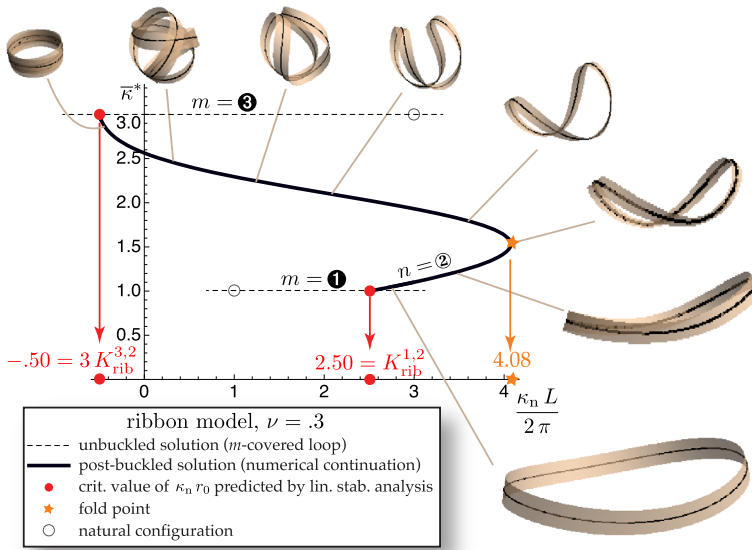 κ̅*
m = ❸
3.0
2.5
2.0
1.5
n = ②
m = ❶
1.0
0.5
−.50 = 3 K_rib^{3,2}
2.50 = K_rib^{1,2}
4.08
0 1 2 3 4
κ_n L
2 π
ribbon model, ν = .3
unbuckled solution (m-covered loop)
post-buckled solution (numerical continuation)
crit. value of κ_n r_0 predicted by lin. stab. analysis
fold point
natural configuration